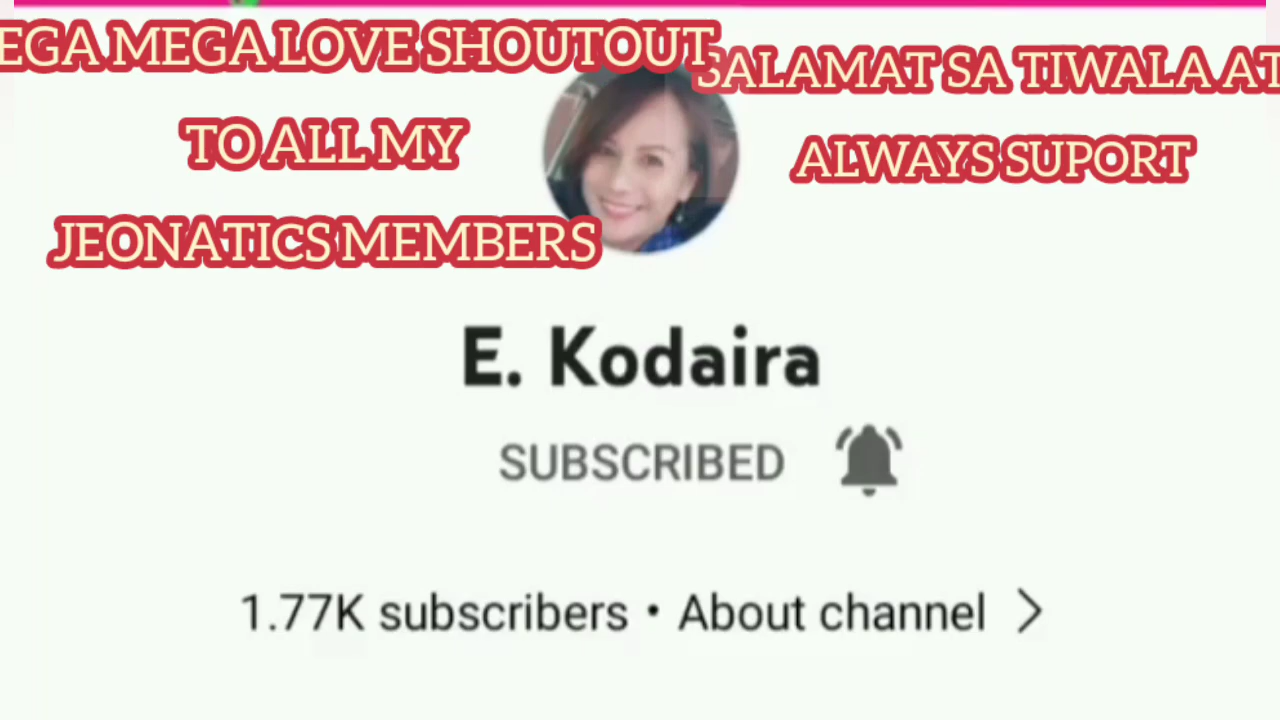 EGA MEGA LOVE SHOUTOUT
TO ALL MY
JEONATICS MEMBERS
SALAMAT SA TIWALA AT
ALWAYS SUPORT
E. Kodaira
SUBSCRIBED
1.77K subscribers • About channel